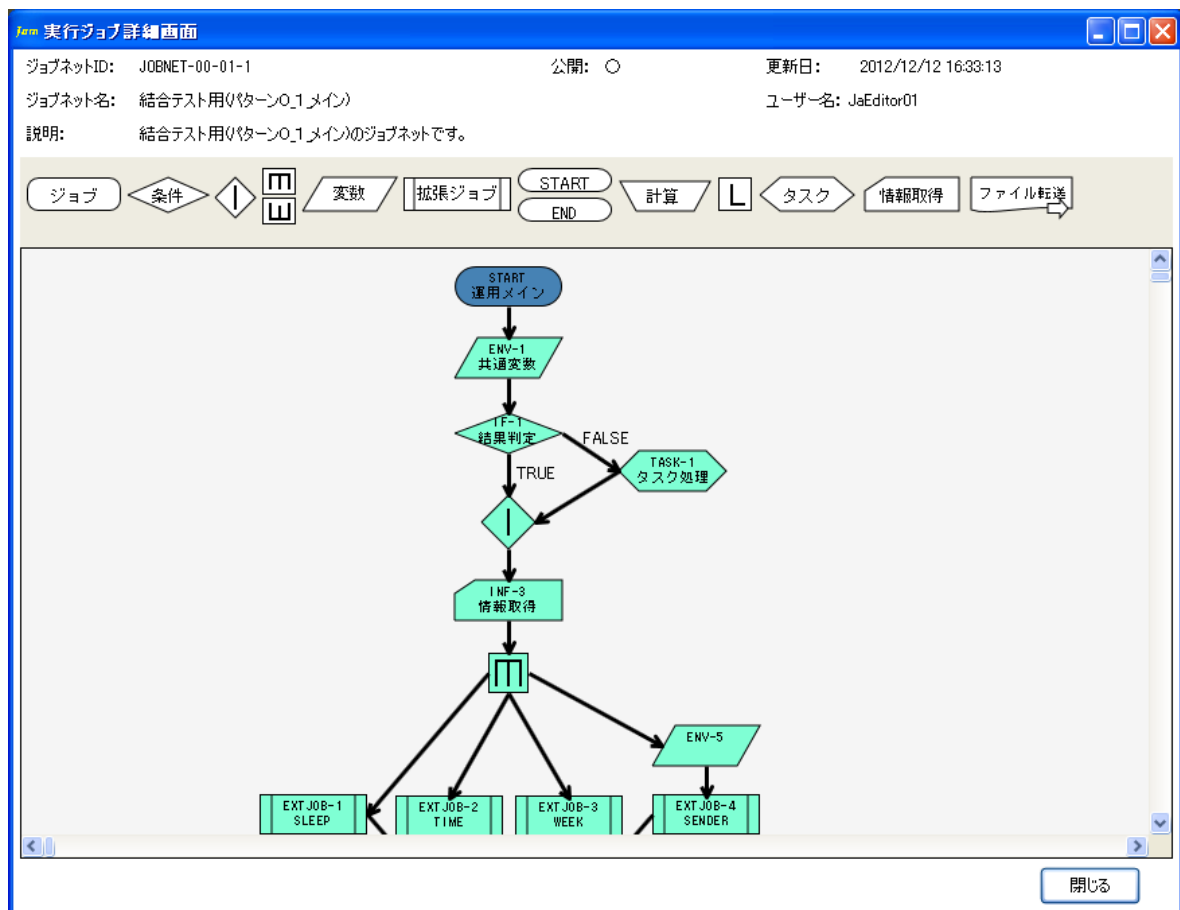 jam 実行ジョブ詳細画面
ジョブネットID: JOBNET-00-01-1 公開: ○ 更新日: 2012/12/12 16:33:13
ジョブネット名: 結合テスト用(パターン0_1_メイン) ユーザー名: JaEditor01
説明: 結合テスト用(パターン0_1_メイン)のジョブネットです。
ジョブ 条件 変数 拡張ジョブ START 計算 L タスク 情報取得 ファイル転送
END
START
運用メイン
ENV-1
共通変数
IF-1
結果判定
FALSE
TASK-1
タスク処理
TRUE
INF-3
情報取得
ENV-5
EXTJOB-1 EXTJOB-2 EXTJOB-3 EXTJOB-4
SLEEP TIME WEEK SENDER
閉じる